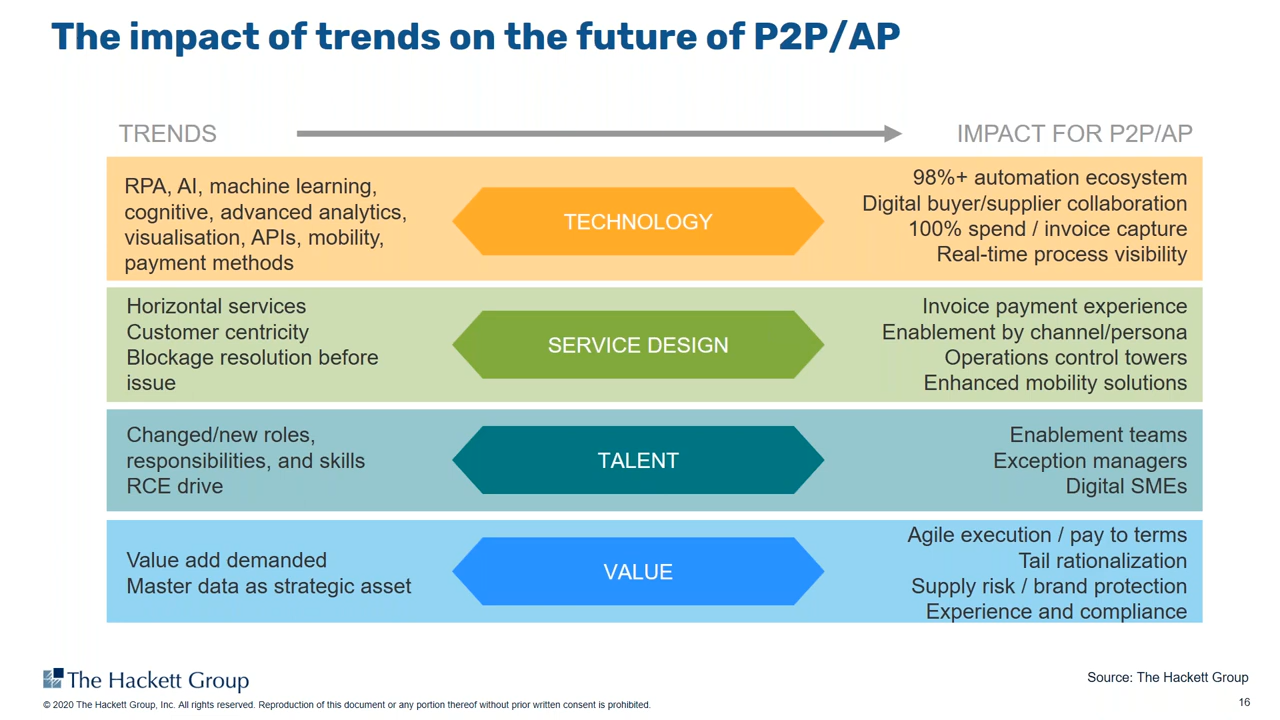 The impact of trends on the future of P2P/AP
TRENDS
IMPACT FOR P2P/AP
RPA, AI, machine learning,
cognitive, advanced analytics,
visualisation, APIs, mobility,
payment methods
TECHNOLOGY
98%+ automation ecosystem
Digital buyer/supplier collaboration
100% spend / invoice capture
Real-time process visibility
Horizontal services
Customer centricity
Blockage resolution before
issue
SERVICE DESIGN
Invoice payment experience
Enablement by channel/persona
Operations control towers
Enhanced mobility solutions
Changed/new roles,
responsibilities, and skills
RCE drive
TALENT
Enablement teams
Exception managers
Digital SMEs
Value add demanded
Master data as strategic asset
VALUE
Agile execution / pay to terms
Tail rationalization
Supply risk / brand protection
Experience and compliance
The Hackett Group
Source: The Hackett Group
© 2020 The Hackett Group, Inc. All rights reserved. Reproduction of this document or any portion thereof without prior written consent is prohibited.
16